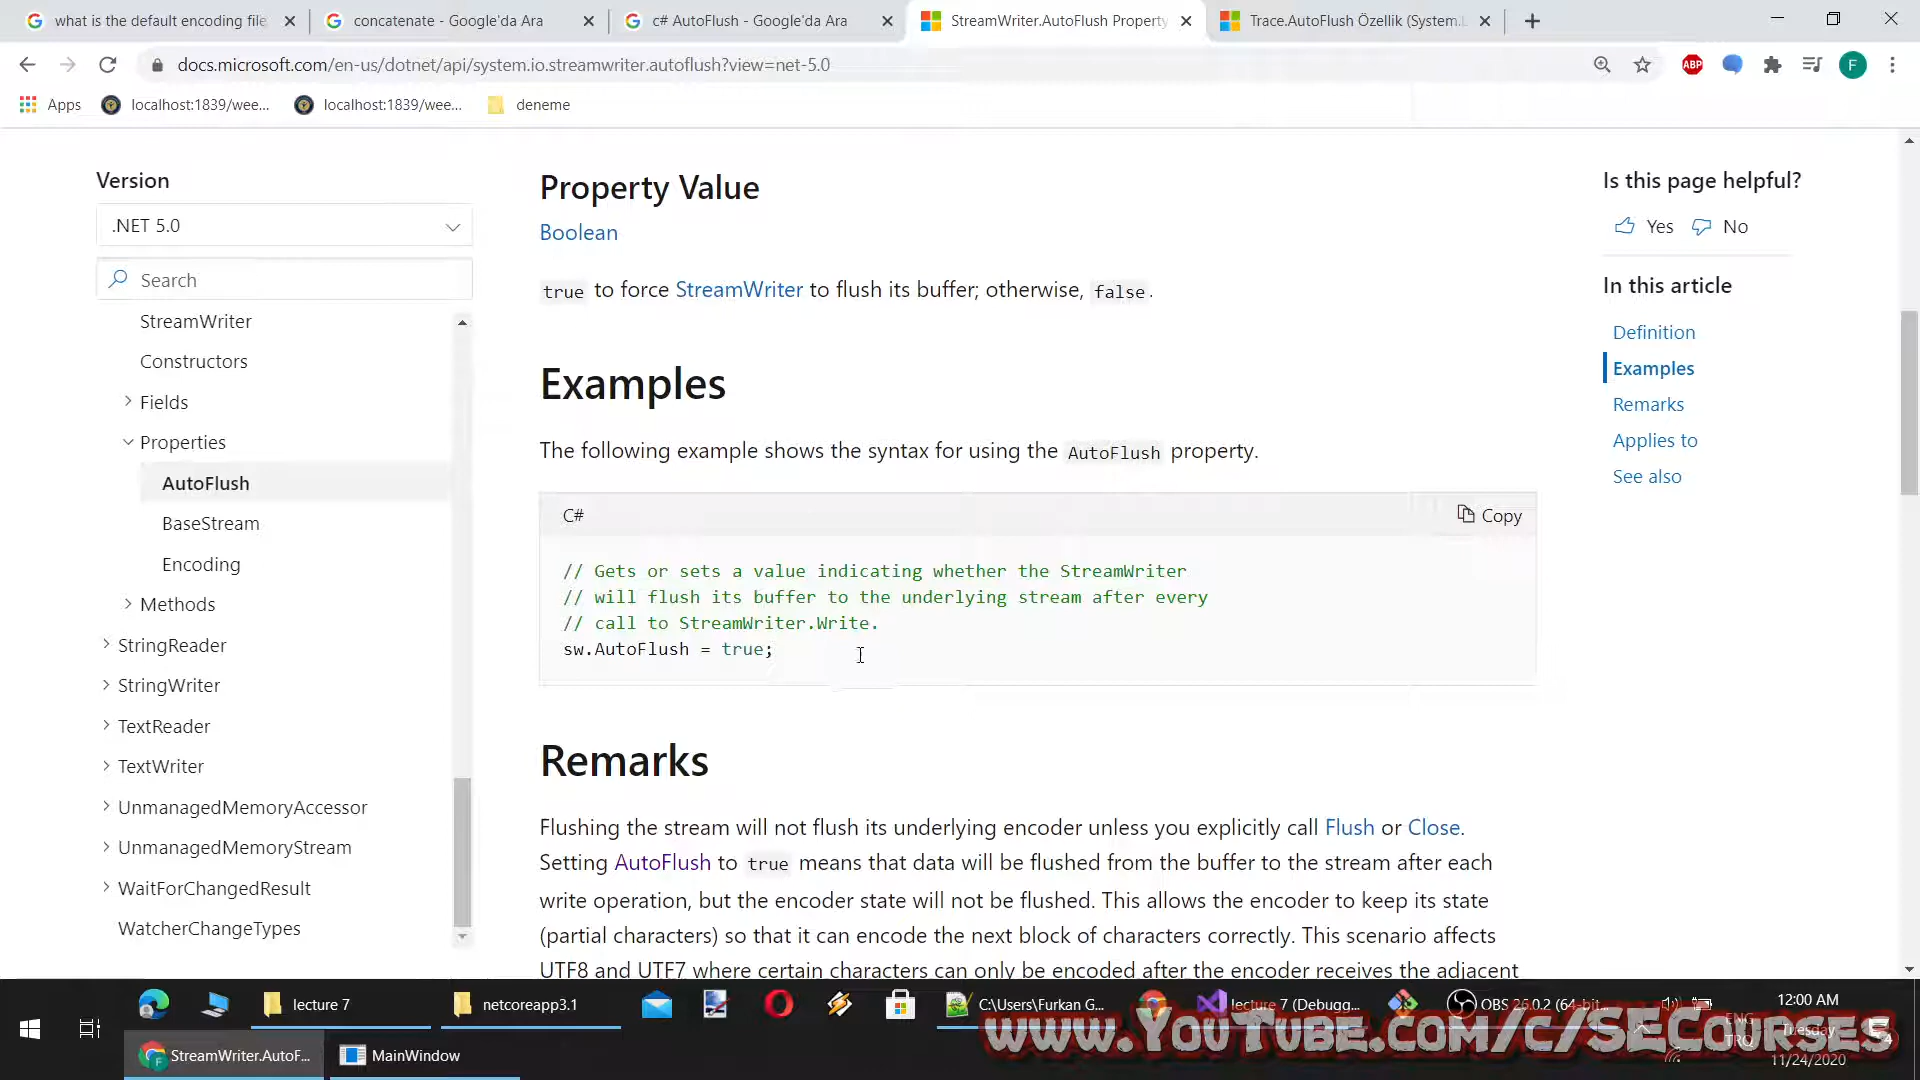 what is the default encoding file
concatenate - Google'da Ara
c# AutoFlush - Google'da Ara
StreamWriter.AutoFlush Property
Trace.AutoFlush Özellik (System.
docs.microsoft.com/en-us/dotnet/api/system.io.streamwriter.autoflush?view=net-5.0
ABP
F
Apps
localhost:1839/wee...
localhost:1839/wee...
deneme
Version
.NET 5.0
Search
StreamWriter
Constructors
Fields
Properties
AutoFlush
BaseStream
Encoding
Methods
StringReader
StringWriter
TextReader
TextWriter
UnmanagedMemoryAccessor
UnmanagedMemoryStream
WaitForChangedResult
WatcherChangeTypes
Property Value
Boolean
true to force StreamWriter to flush its buffer; otherwise, false.
Examples
The following example shows the syntax for using the AutoFlush property.
C#
Copy
// Gets or sets a value indicating whether the StreamWriter
// will flush its buffer to the underlying stream after every
// call to StreamWriter.Write.
sw.AutoFlush = true;
Remarks
Flushing the stream will not flush its underlying encoder unless you explicitly call Flush or Close.
Setting AutoFlush to true means that data will be flushed from the buffer to the stream after each
write operation, but the encoder state will not be flushed. This allows the encoder to keep its state
(partial characters) so that it can encode the next block of characters correctly. This scenario affects
UTF8 and UTF7 where certain characters can only be encoded after the encoder receives the adjacent
Is this page helpful?
Yes
No
In this article
Definition
Examples
Remarks
Applies to
See also
lecture 7
netcoreapp3.1
C:\Users\Furkan G...
lecture 7 (Debugg...
OBS 26.0.2 (64-bit...
12:00 AM
ENG
Tuesday
TRQ
11/24/2020
StreamWriter.AutoF...
MainWindow
www.YouTube.com/c/SECourses